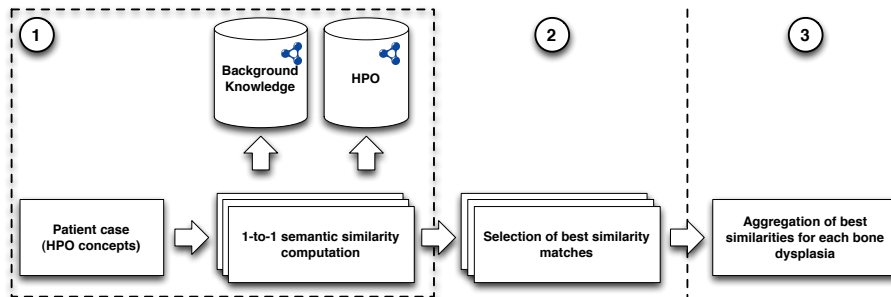 1
2
3
Background
Knowledge
HPO
Patient case
(HPO concepts)
1-to-1 semantic similarity
computation
Selection of best similarity
matches
Aggregation of best
similarities for each bone
dysplasia